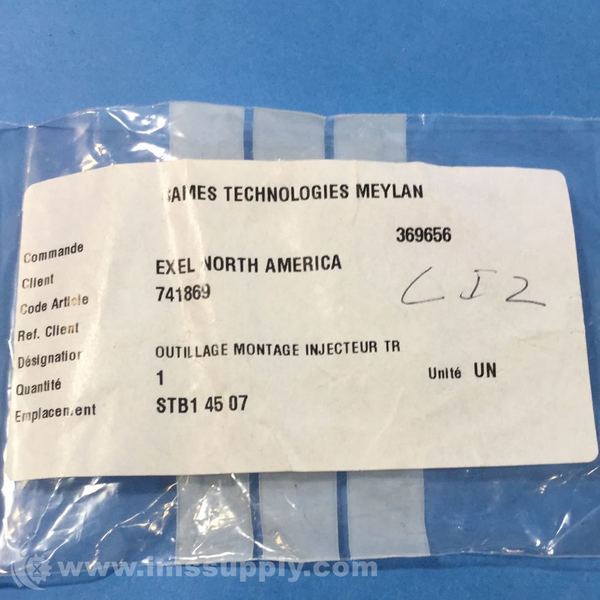 SAMES TECHNOLOGIES MEYLAN
Commande 369656
Client EXEL NORTH AMERICA
Code Article 741869
Ref. Client
Désignation OUTILLAGE MONTAGE INJECTEUR TR
Quantité 1 Unité UN
Emplacement STB1 45 07
www.imssupply.com